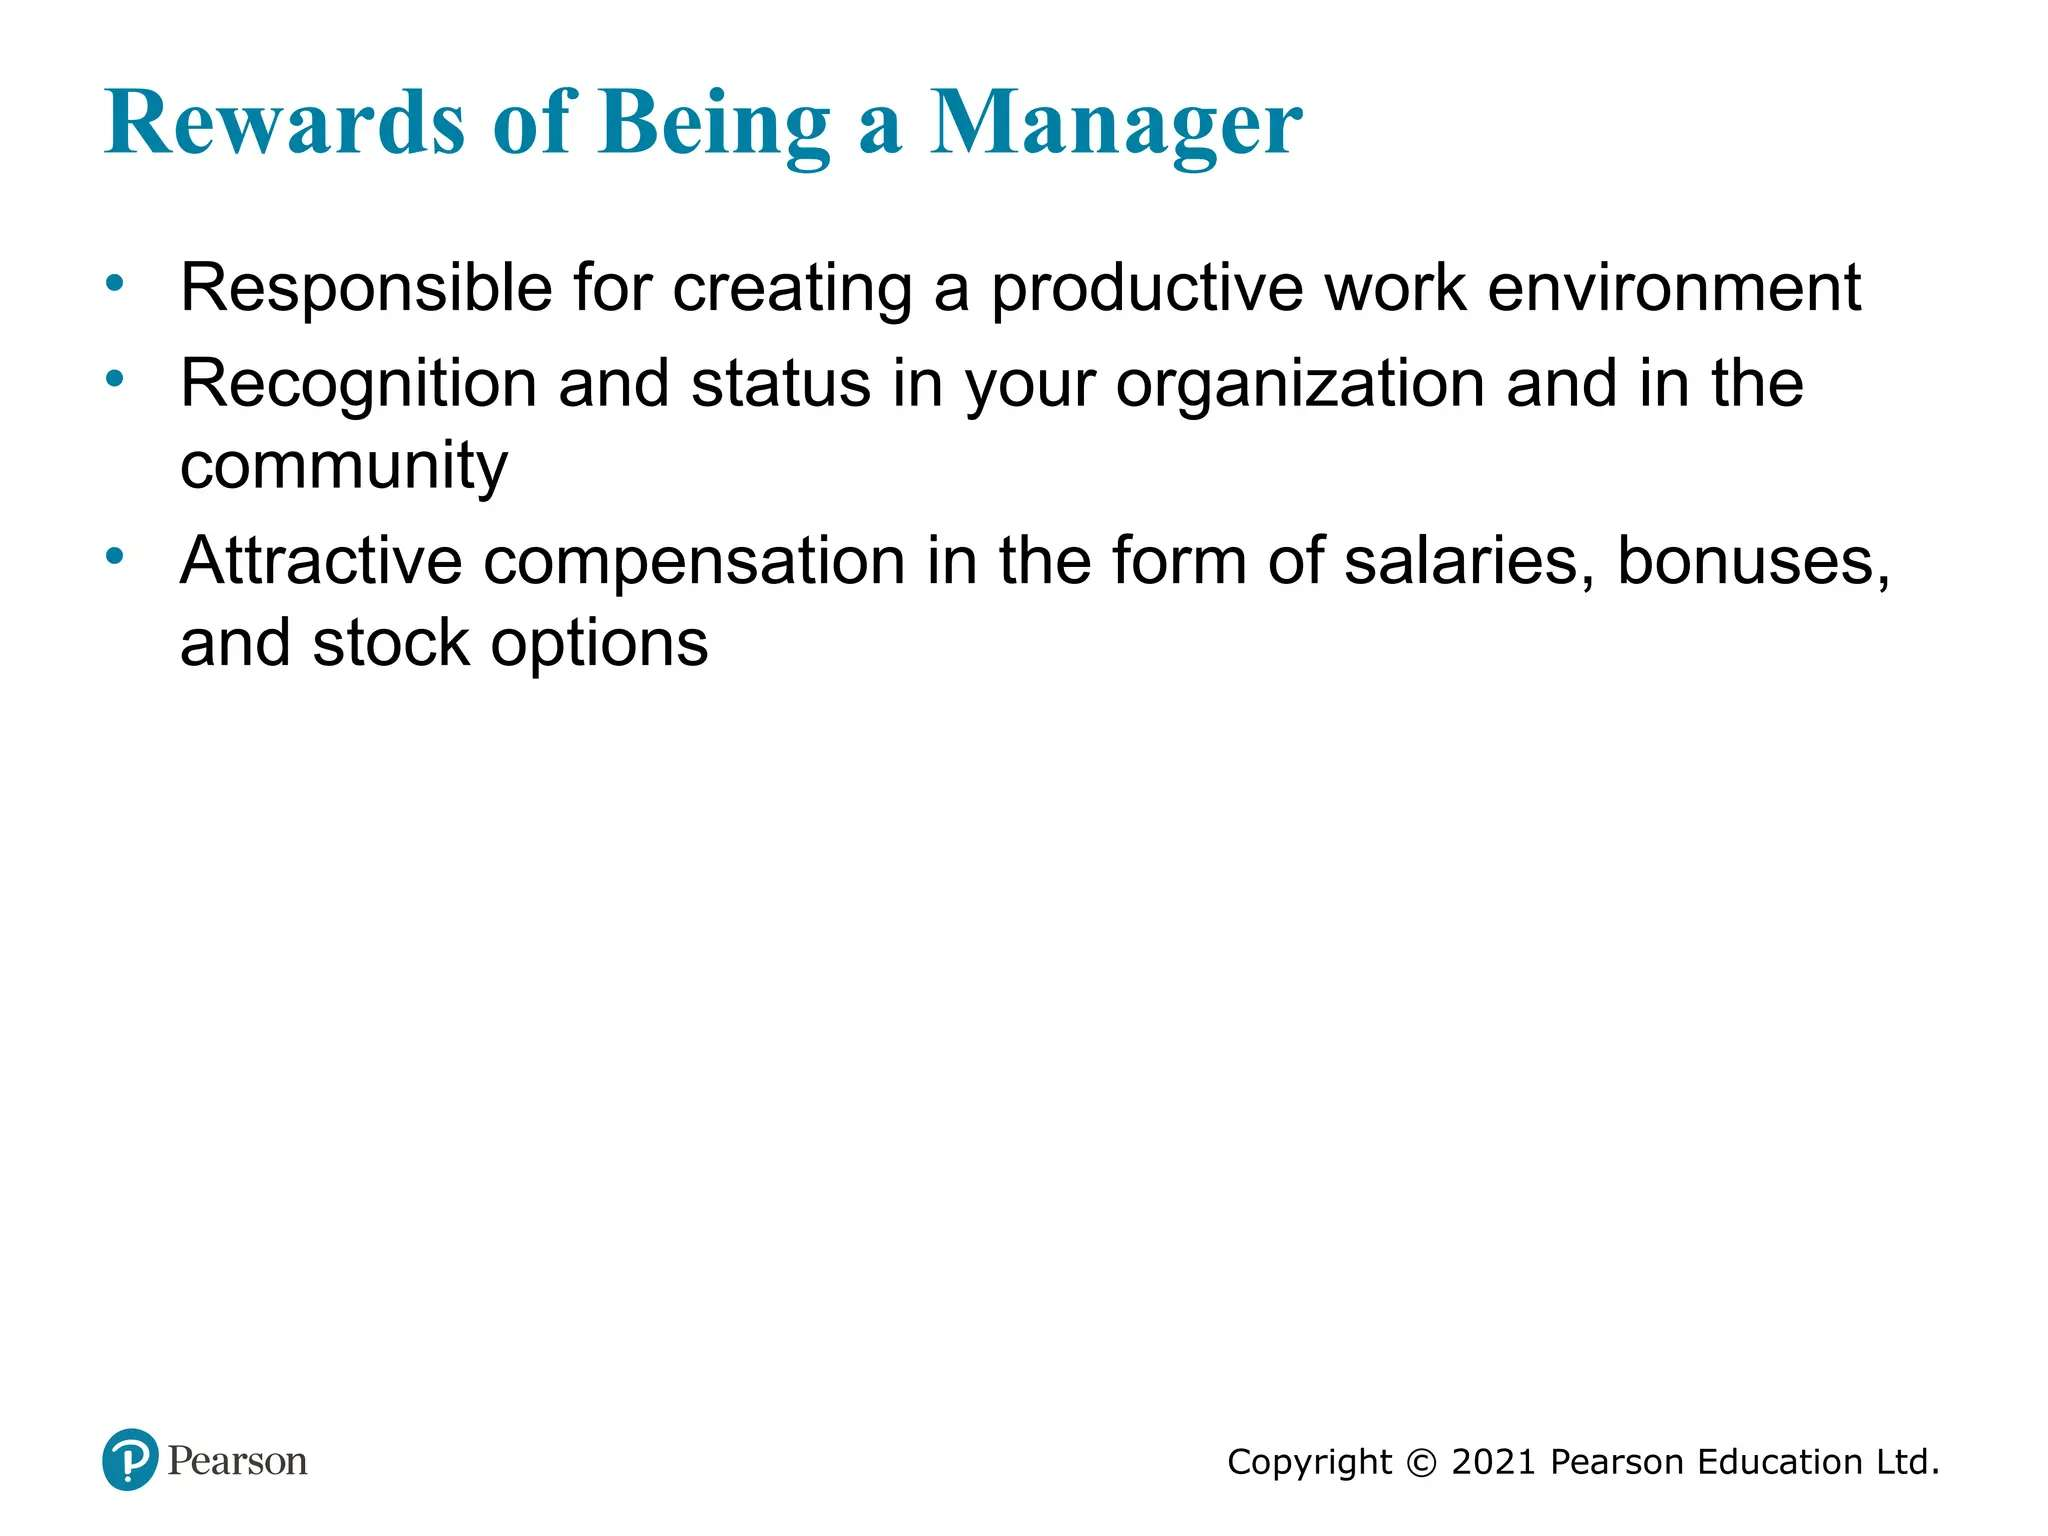 Rewards of Being a Manager
• Responsible for creating a productive work environment
• Recognition and status in your organization and in the
community
• Attractive compensation in the form of salaries, bonuses,
and stock options
Pearson
Copyright © 2021 Pearson Education Ltd.